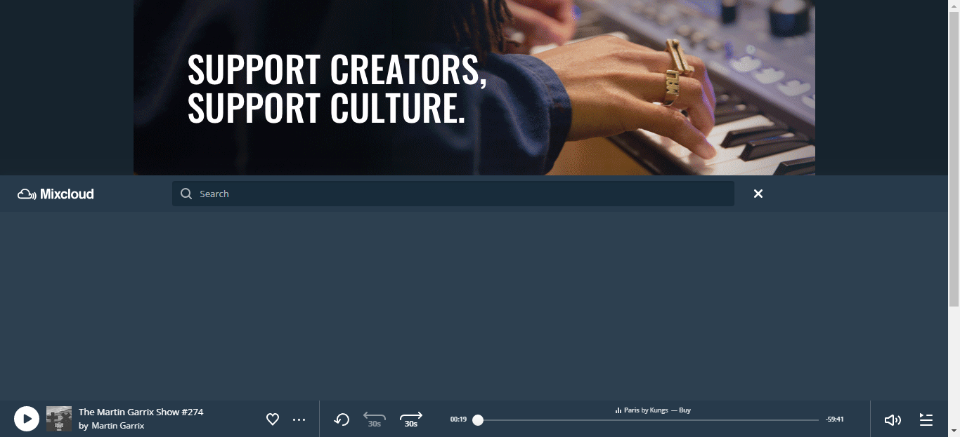 SUPPORT CREATORS,
SUPPORT CULTURE.
Mixcloud
Search
The Martin Garrix Show #274
by Martin Garrix
30s
30s
00:19
Paris by Kungs — Buy
-59:41